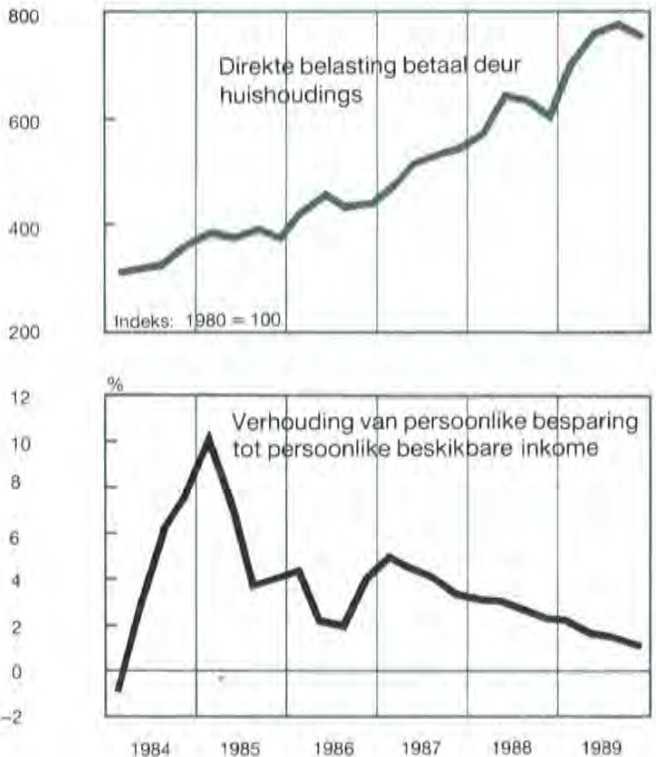 800
Direkte belasting betaal deur
huishoudings
600
400
Indeks: 1980 = 100
200
%
12
Verhouding van persoonlike besparing
tot persoonlike beskikbare inkome
10
8
6
4
2
0
–2
1984 1985 1986 1987 1988 1989